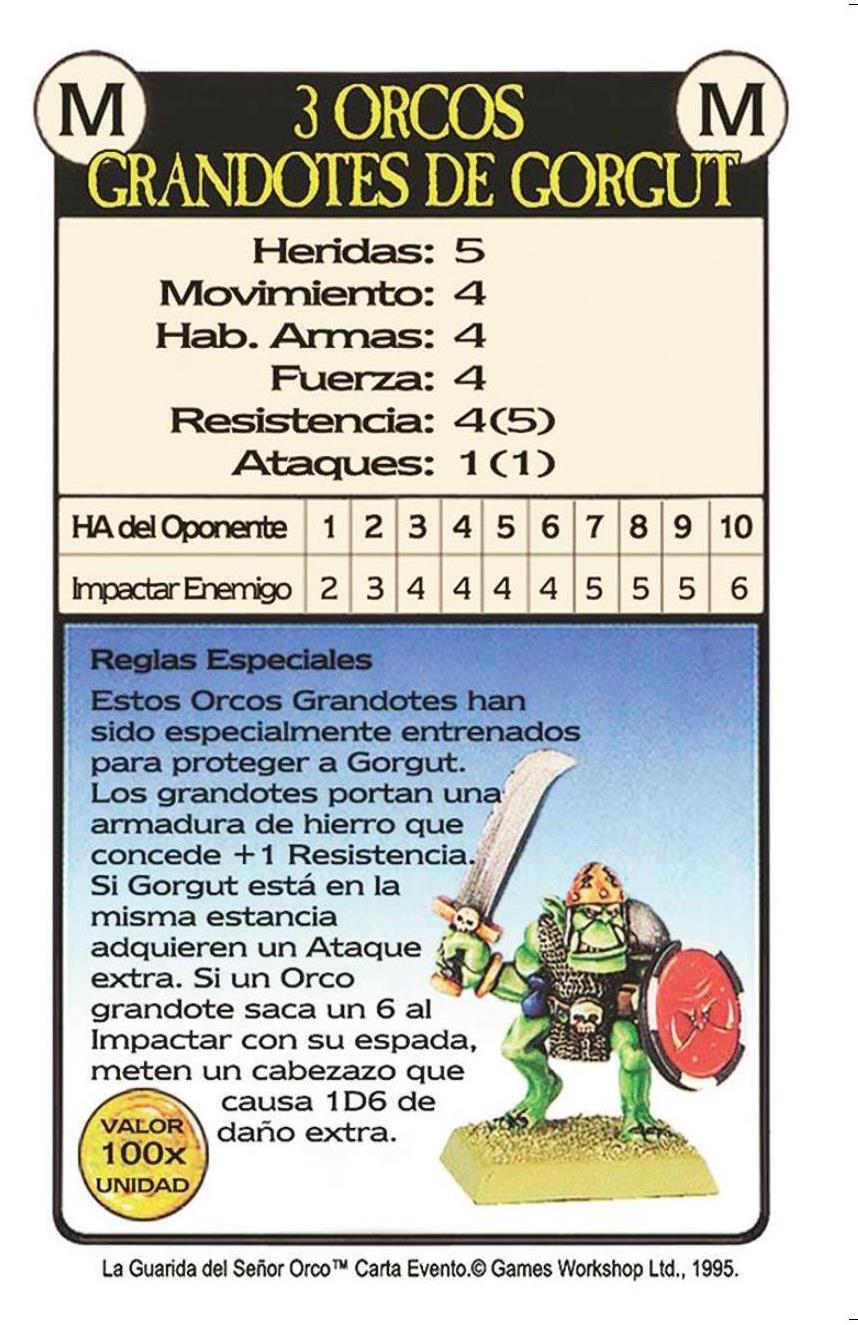 M
M
3 ORCOS
GRANDOTES DE GORGUT
Heridas: 5
Movimiento: 4
Hab. Armas: 4
Fuerza: 4
Resistencia: 4(5)
Ataques: 1(1)
HA del Oponente 1 2 3 4 5 6 7 8 9 10
Impactar Enemigo 2 3 4 4 4 4 5 5 5 6
Reglas Especiales
Estos Orcos Grandotes han
sido especialmente entrenados
para proteger a Gorgut.
Los grandotes portan una
armadura de hierro que
concede +1 Resistencia.
Si Gorgut está en la
misma estancia
adquieren un Ataque
extra. Si un Orco
grandote saca un 6 al
Impactar con su espada,
meten un cabezazo que
causa 1D6 de
daño extra.
VALOR
100x
UNIDAD
La Guarida del Señor Orco™ Carta Evento.© Games Workshop Ltd., 1995.